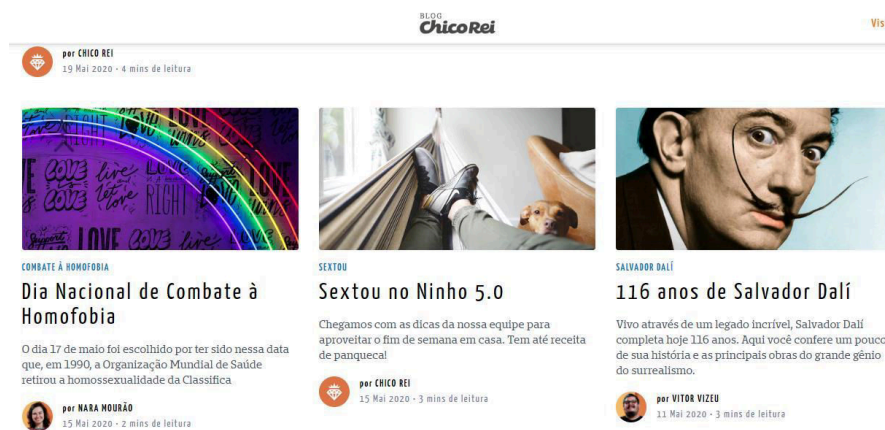 BLOG
ChicoRei
Vis
por CHICO REI
19 Mai 2020 • 4 mins de leitura
COMBATE À HOMOFOBIA
Dia Nacional de Combate à
Homofobia
O dia 17 de maio foi escolhido por ter sido nessa data
que, em 1990, a Organização Mundial de Saúde
retirou a homossexualidade da Classifica
por NARA MOURÃO
15 Mai 2020 • 2 mins de leitura
SEXTOU
Sextou no Ninho 5.0
Chegamos com as dicas da nossa equipe para
aproveitar o fim de semana em casa. Tem até receita
de panqueca!
por CHICO REI
15 Mai 2020 • 3 mins de leitura
SALVADOR DALÍ
116 anos de Salvador Dalí
Vivo através de um legado incrível, Salvador Dalí
completa hoje 116 anos. Aqui você confere um pouco
de sua história e as principais obras do grande gênio
do surrealismo.
por VITOR VIZEU
11 Mai 2020 • 3 mins de leitura